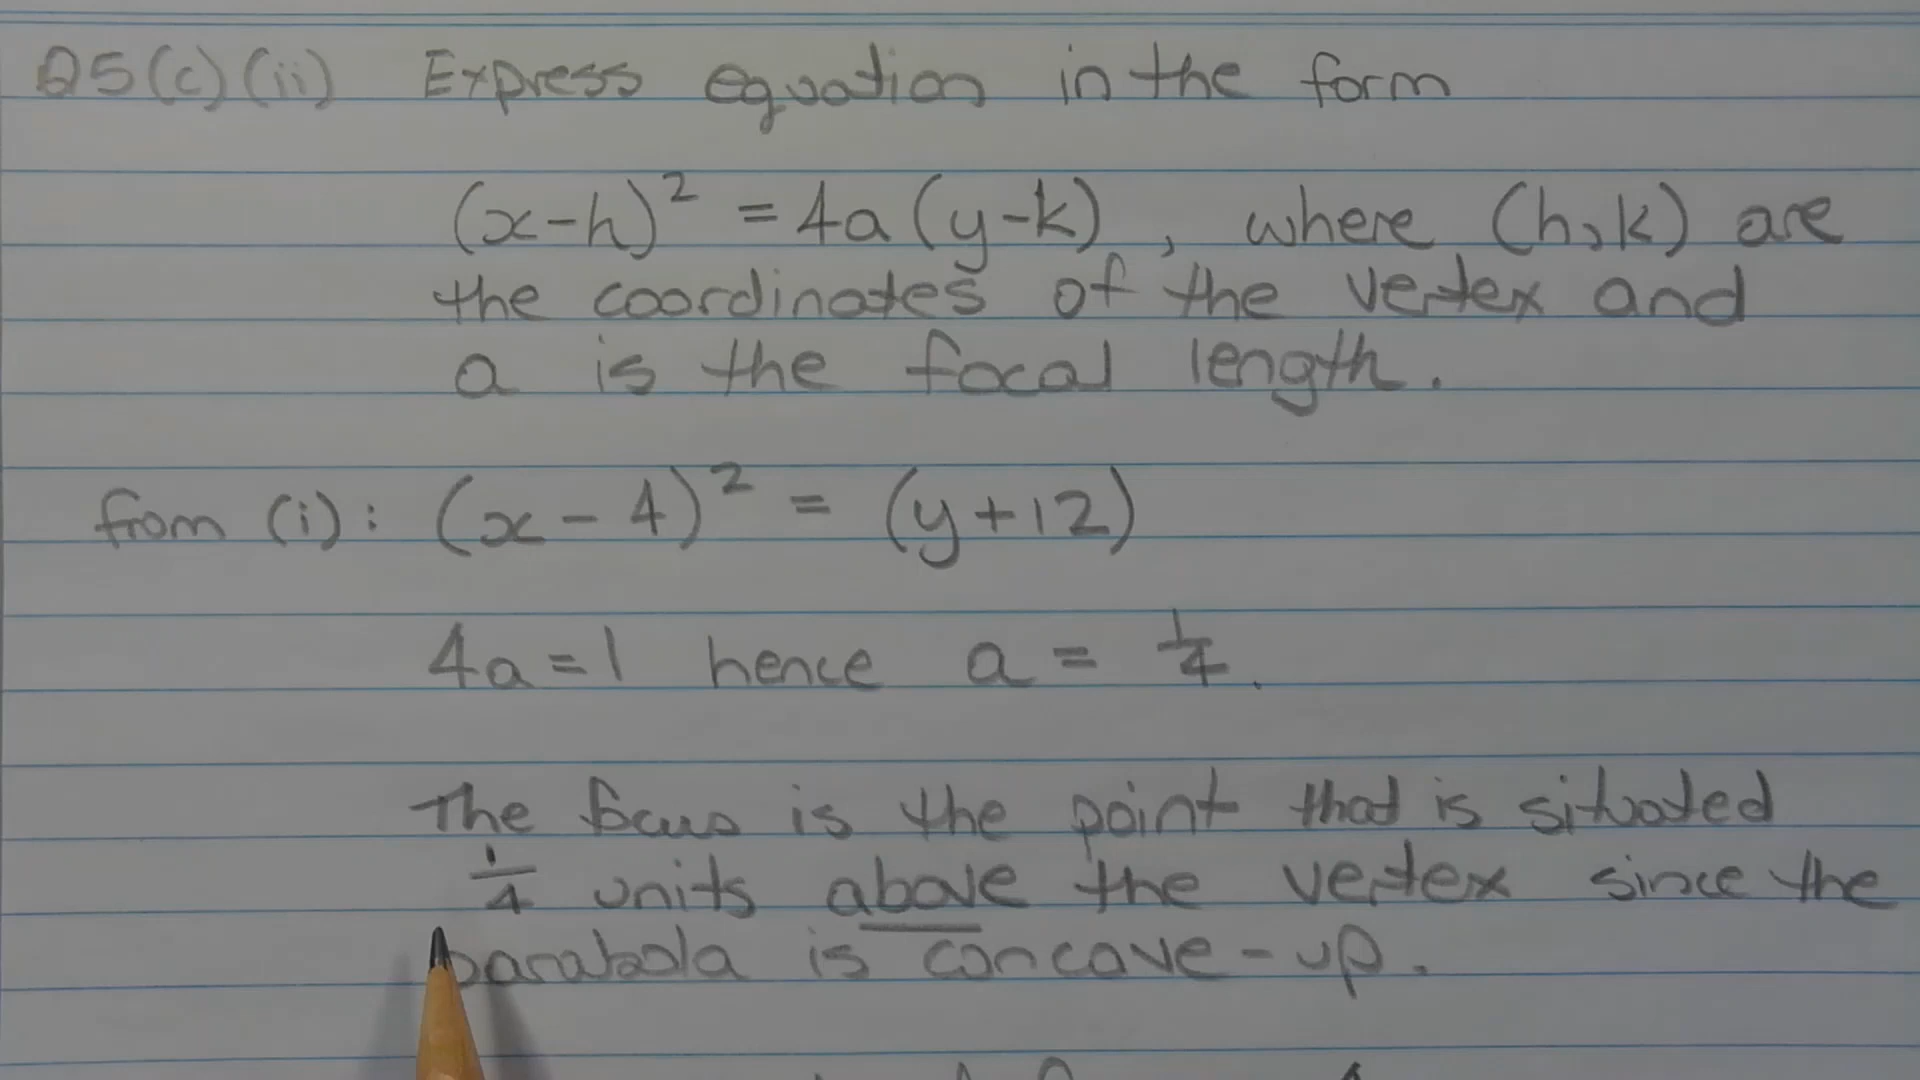 Q5(c)(ii) Express equation in the form
(x-h)² = 4a(y-k), where (h,k) are
the coordinates of the vertex and
a is the focal length.
from (i): (x-4)² = (y+12)
4a=1 hence a = 1/4.
The focus is the point that is situated
1/4 units above the vertex since the
parabola is concave-up.